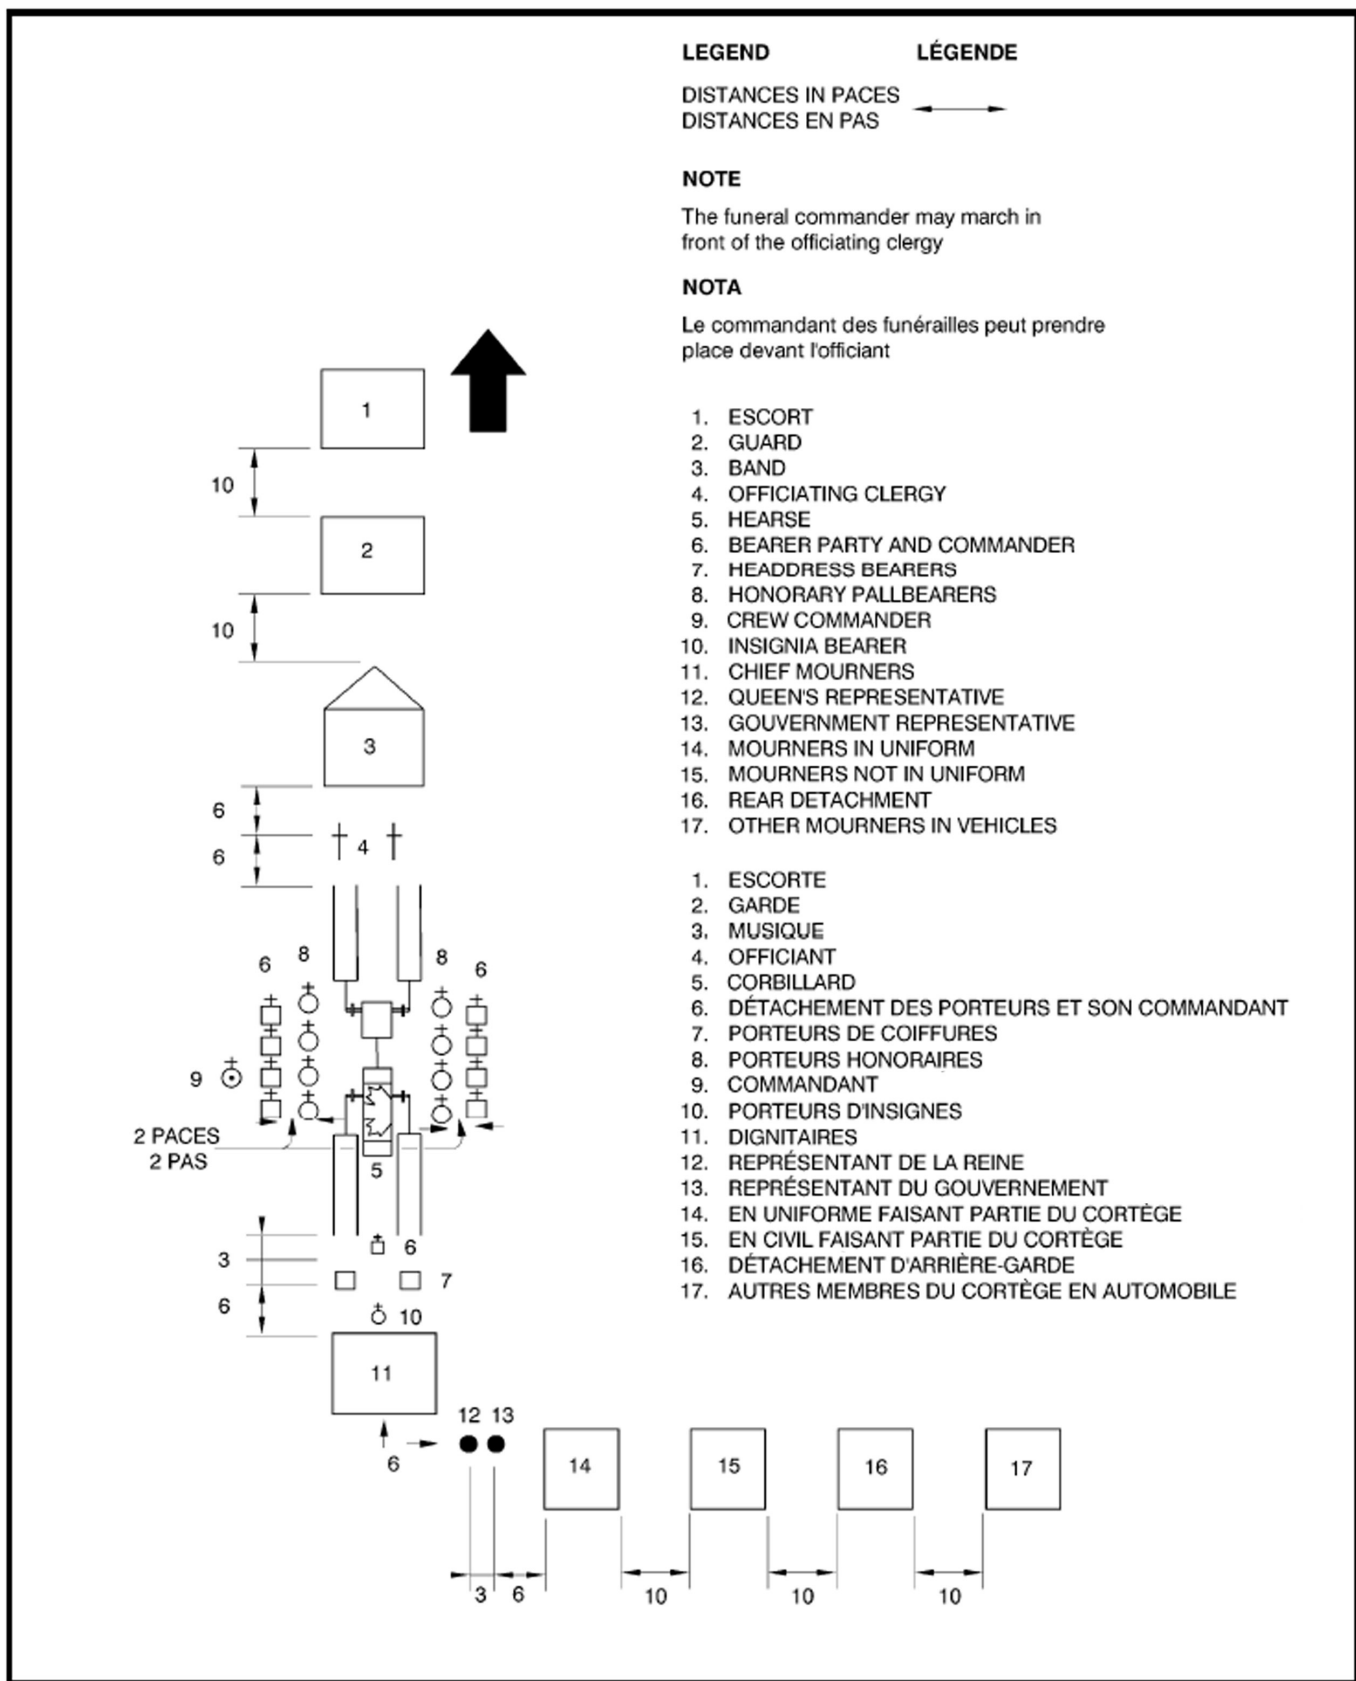 LEGEND LÉGENDE
DISTANCES IN PACES
DISTANCES EN PAS
NOTE
The funeral commander may march in
front of the officiating clergy
NOTA
Le commandant des funérailles peut prendre
place devant l'officiant
1. ESCORT
2. GUARD
3. BAND
4. OFFICIATING CLERGY
5. HEARSE
6. BEARER PARTY AND COMMANDER
7. HEADDRESS BEARERS
8. HONORARY PALLBEARERS
9. CREW COMMANDER
10. INSIGNIA BEARER
11. CHIEF MOURNERS
12. QUEEN'S REPRESENTATIVE
13. GOUVERNMENT REPRESENTATIVE
14. MOURNERS IN UNIFORM
15. MOURNERS NOT IN UNIFORM
16. REAR DETACHMENT
17. OTHER MOURNERS IN VEHICLES
1. ESCORTE
2. GARDE
3. MUSIQUE
4. OFFICIANT
5. CORBILLARD
6. DÉTACHEMENT DES PORTEURS ET SON COMMANDANT
7. PORTEURS DE COIFFURES
8. PORTEURS HONORAIRES
9. COMMANDANT
10. PORTEURS D'INSIGNES
11. DIGNITAIRES
12. REPRÉSENTANT DE LA REINE
13. REPRÉSENTANT DU GOUVERNEMENT
14. EN UNIFORME FAISANT PARTIE DU CORTÈGE
15. EN CIVIL FAISANT PARTIE DU CORTÈGE
16. DÉTACHEMENT D'ARRIÈRE-GARDE
17. AUTRES MEMBRES DU CORTÈGE EN AUTOMOBILE
1
10
2
10
3
6
4
6
6 8 8 6
9
2 PACES
2 PAS
5
6
3
7
6
10
11
12 13
6
14 15 16 17
3 6 10 10 10